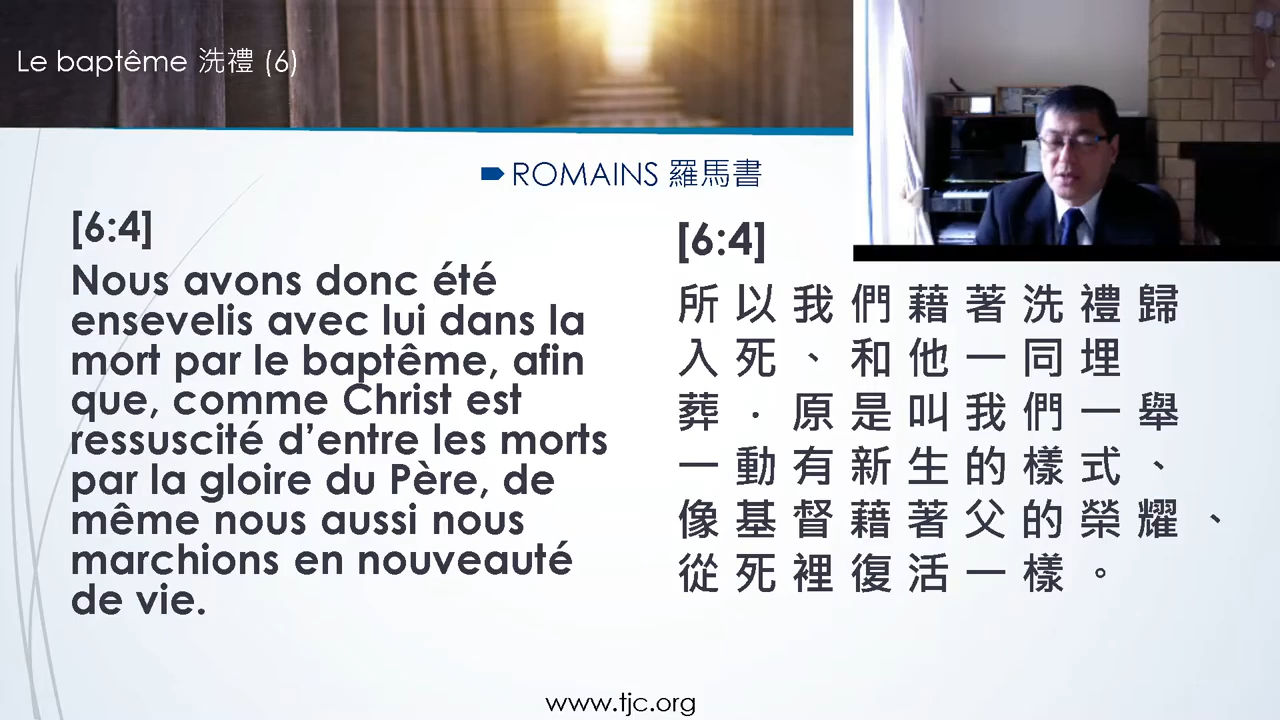 Le baptême 洗禮 (6)
ROMAINS 羅馬書
[6:4]
Nous avons donc été
ensevelis avec lui dans la
mort par le baptême, afin
que, comme Christ est
ressuscité d’entre les morts
par la gloire du Père, de
même nous aussi nous
marchions en nouveauté
de vie.
[6:4]
所以我們藉著洗禮歸
入死、和他一同埋
葬．原是叫我們一舉
一動有新生的樣式、
像基督藉著父的榮耀、
從死裡復活一樣。
www.tjc.org